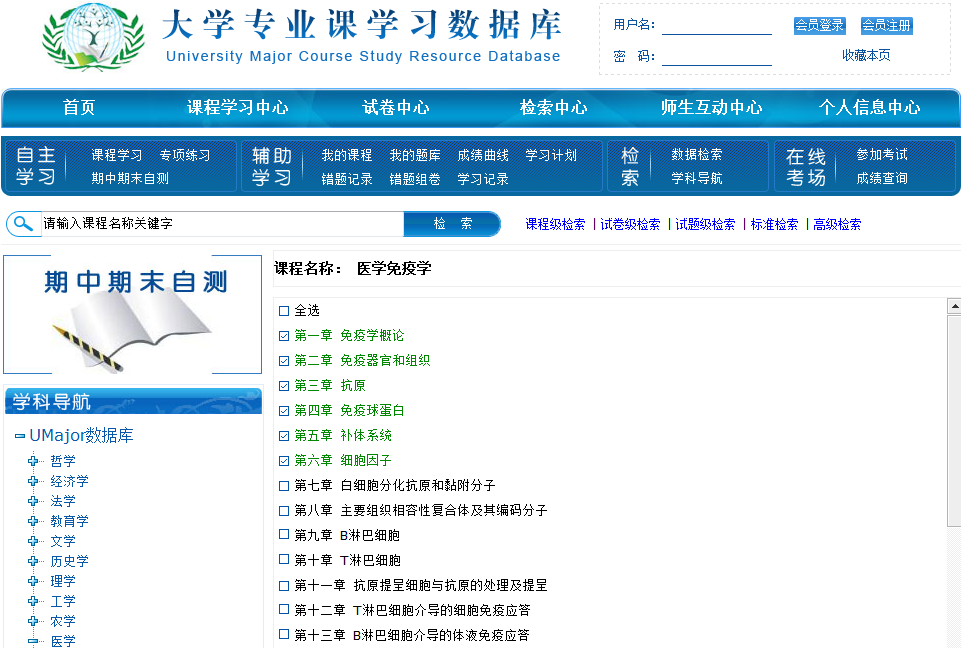 大学专业课学习数据库
University Major Course Study Resource Database
用户名： 会员登录 会员注册
密 码： 收藏本页
首页 课程学习中心 试卷中心 检索中心 师生互动中心 个人信息中心
自主学习 课程学习 专项练习 期中期末自测
辅助学习 我的课程 我的题库 成绩曲线 学习计划 错题记录 错题组卷 学习记录
检索 数据检索 学科导航
在线考场 参加考试 成绩查询
请输入课程名称关键字 检 索 课程级检索 | 试卷级检索 | 试题级检索 | 标准检索 | 高级检索
期中期末自测
学科导航
UMajor数据库
哲学
经济学
法学
教育学
文学
历史学
理学
工学
农学
医学
课程名称： 医学免疫学
全选
第一章 免疫学概论
第二章 免疫器官和组织
第三章 抗原
第四章 免疫球蛋白
第五章 补体系统
第六章 细胞因子
第七章 白细胞分化抗原和黏附分子
第八章 主要组织相容性复合体及其编码分子
第九章 B淋巴细胞
第十章 T淋巴细胞
第十一章 抗原提呈细胞与抗原的处理及提呈
第十二章 T淋巴细胞介导的细胞免疫应答
第十三章 B淋巴细胞介导的体液免疫应答